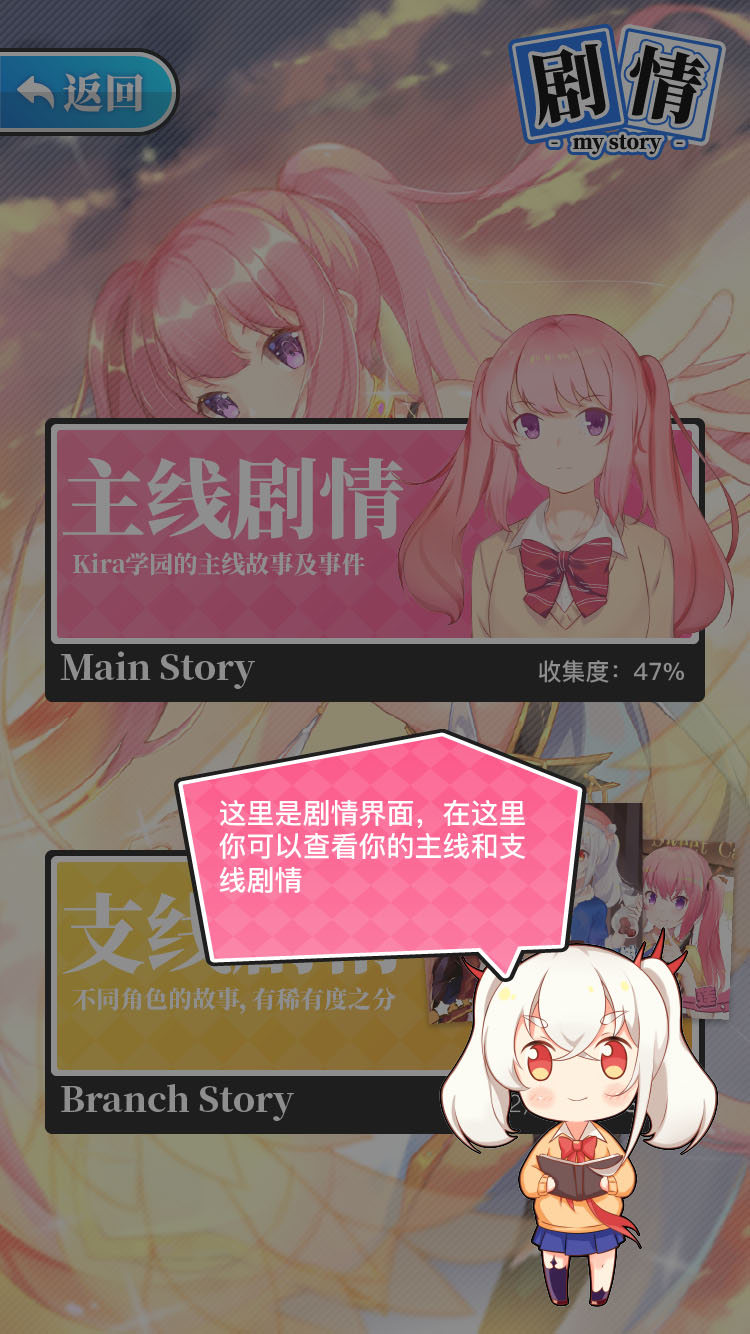 返回
剧情
- my story -
主线剧情
Kira学园的主线故事及事件
Main Story
收集度：47%
这里是剧情界面，在这里
你可以查看你的主线和支
线剧情
支线剧情
不同角色的故事, 有稀有度之分
Branch Story